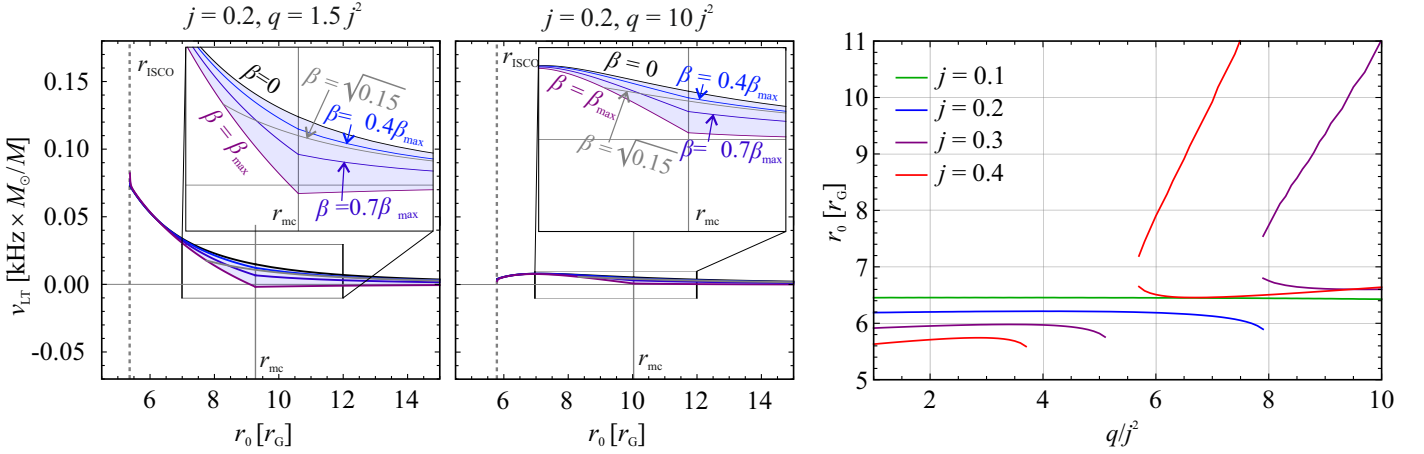 j = 0.2, q = 1.5 j²
ν_LT [kHz × M_⊙/M]
0.15
0.10
0.05
0.00
-0.05
r_ISCO
β=0
β = √0.15
β= 0.4β_max
β = β_max
β =0.7β_max
r_mc
r_mc
6 8 10 12 14
r_0 [r_G]
j = 0.2, q = 10 j²
r_ISCO
β = 0
β = 0.4β_max
β = β_max
β = √0.15
β= 0.7β_max
r_mc
r_mc
6 8 10 12 14
r_0 [r_G]
r_0 [r_G]
11
10
9
8
7
6
5
j = 0.1
j = 0.2
j = 0.3
j = 0.4
2 4 6 8 10
q/j²